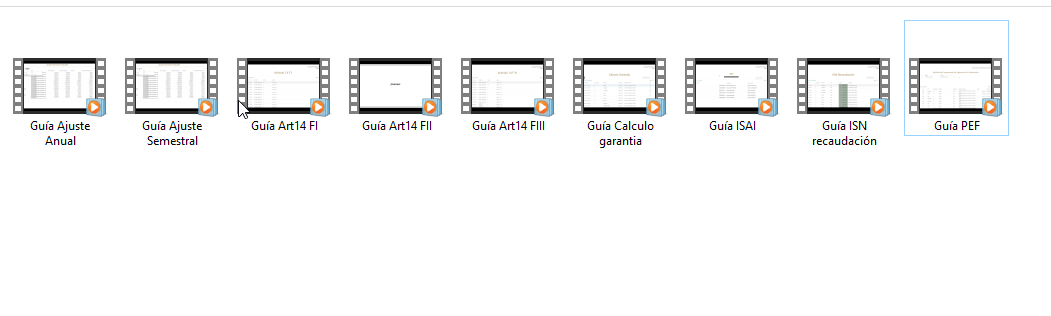 Guía Ajuste
Anual
Guía Ajuste
Semestral
Guía Art14 FI
Guía Art14 FII
Guía Art14 FIII
Guía Calculo
garantia
Guía ISAI
Guía ISN
recaudación
Guía PEF